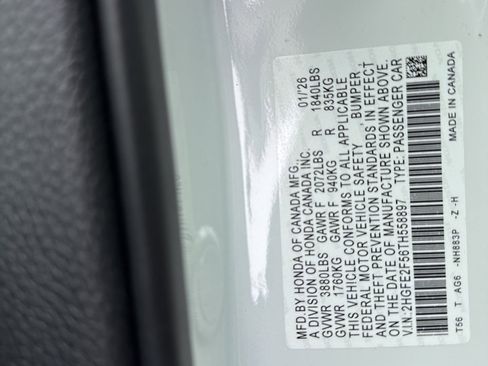 MFD.BY HONDA OF CANADA MFG., 01/26
A DIVISION OF HONDA CANADA INC.
GVWR 3880LBS GAWR F 2072LBS R 1840LBS
GVWR 1760KG GAWR F 940KG R 835KG
THIS VEHICLE CONFORMS TO ALL APPLICABLE
FEDERAL MOTOR VEHICLE SAFETY BUMPER,
AND THEFT PREVENTION STANDARDS IN EFFECT
ON THE DATE OF MANUFACTURE SHOWN ABOVE.
V.I.N: 2HGFE2F56TH558897 TYPE: PASSENGER CAR
T56 T AG6 -NH883P -Z -H MADE IN CANADA